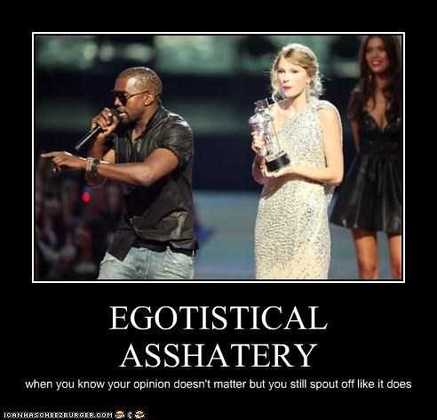 EGOTISTICAL
ASSHATERY
when you know your opinion doesn't matter but you still spout off like it does
ICANHASCHEEZBURGER.COM